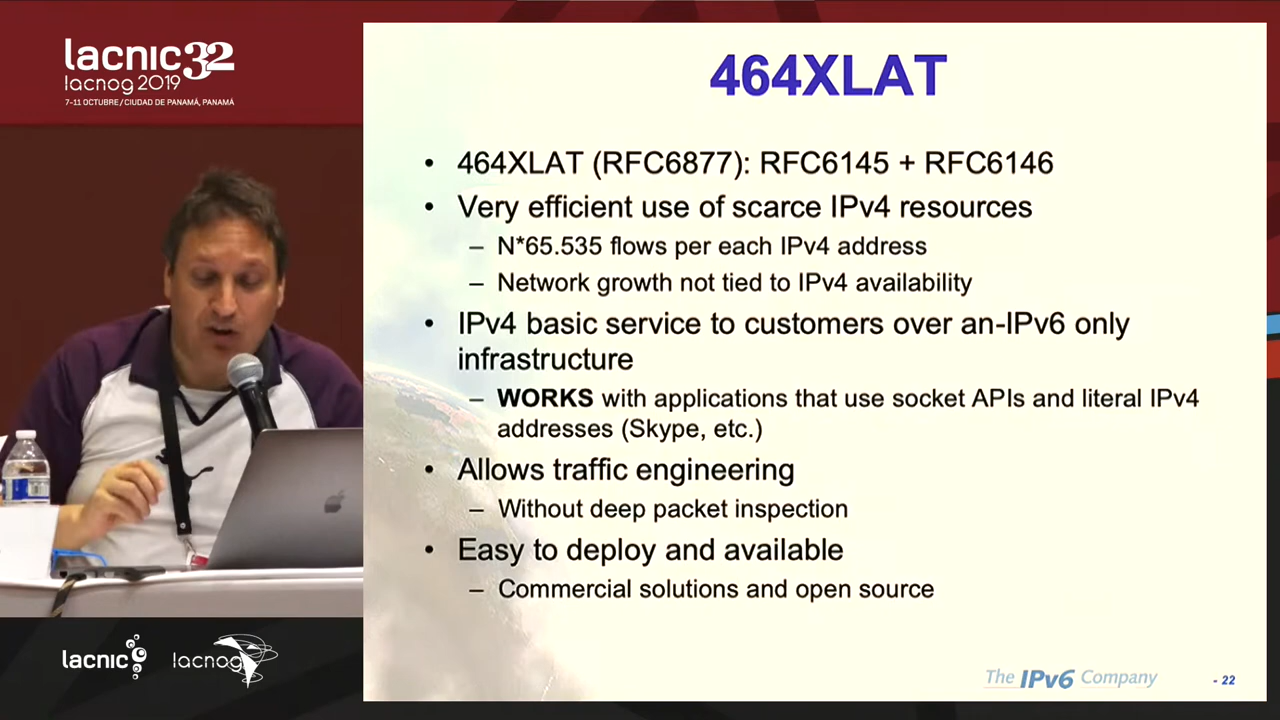 lacnic32
lacnog 2019
7-11 OCTUBRE / CIUDAD DE PANAMÁ, PANAMÁ
464XLAT
• 464XLAT (RFC6877): RFC6145 + RFC6146
• Very efficient use of scarce IPv4 resources
– N*65.535 flows per each IPv4 address
– Network growth not tied to IPv4 availability
• IPv4 basic service to customers over an-IPv6 only
infrastructure
– WORKS with applications that use socket APIs and literal IPv4
addresses (Skype, etc.)
• Allows traffic engineering
– Without deep packet inspection
• Easy to deploy and available
– Commercial solutions and open source
lacnic lacnog
The IPv6 Company
- 22